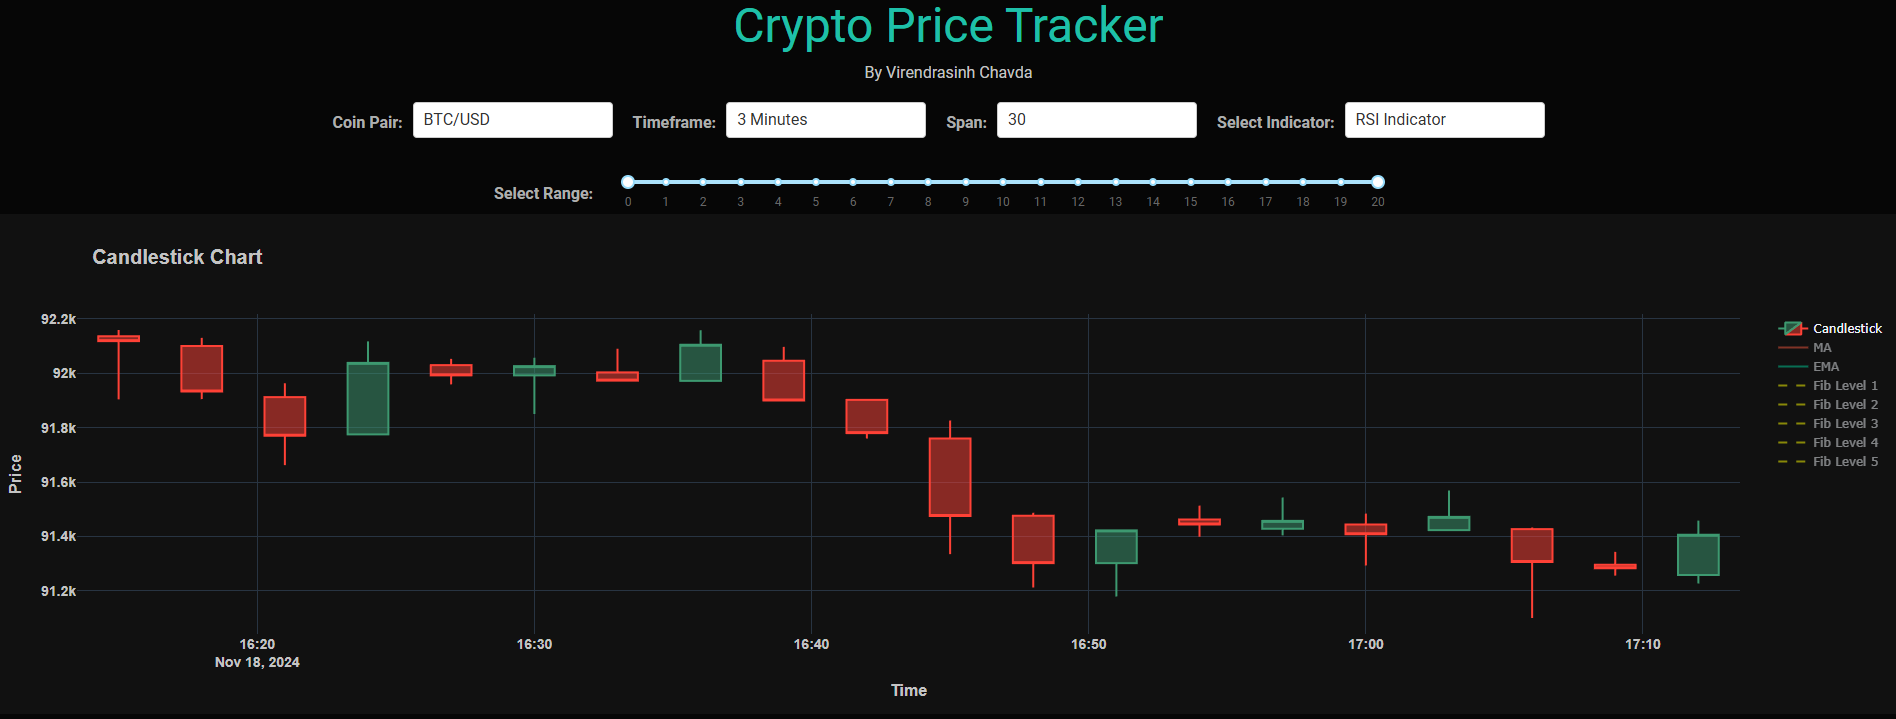 Crypto Price Tracker
By Virendrasinh Chavda
Coin Pair: BTC/USD Timeframe: 3 Minutes Span: 30 Select Indicator: RSI Indicator
Select Range:
0 1 2 3 4 5 6 7 8 9 10 11 12 13 14 15 16 17 18 19 20
Candlestick Chart
92.2k
92k
91.8k
91.6k
91.4k
91.2k
Price
16:20 16:30 16:40 16:50 17:00 17:10
Nov 18, 2024
Time
Candlestick
MA
EMA
Fib Level 1
Fib Level 2
Fib Level 3
Fib Level 4
Fib Level 5